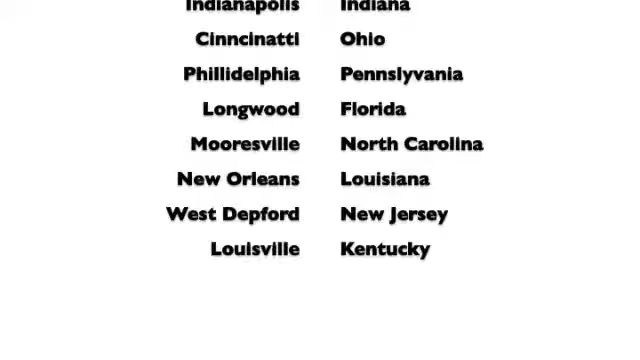 Indianapolis Indiana
Cinncinatti Ohio
Phillidelphia Pennslyvania
Longwood Florida
Mooresville North Carolina
New Orleans Louisiana
West Depford New Jersey
Louisville Kentucky